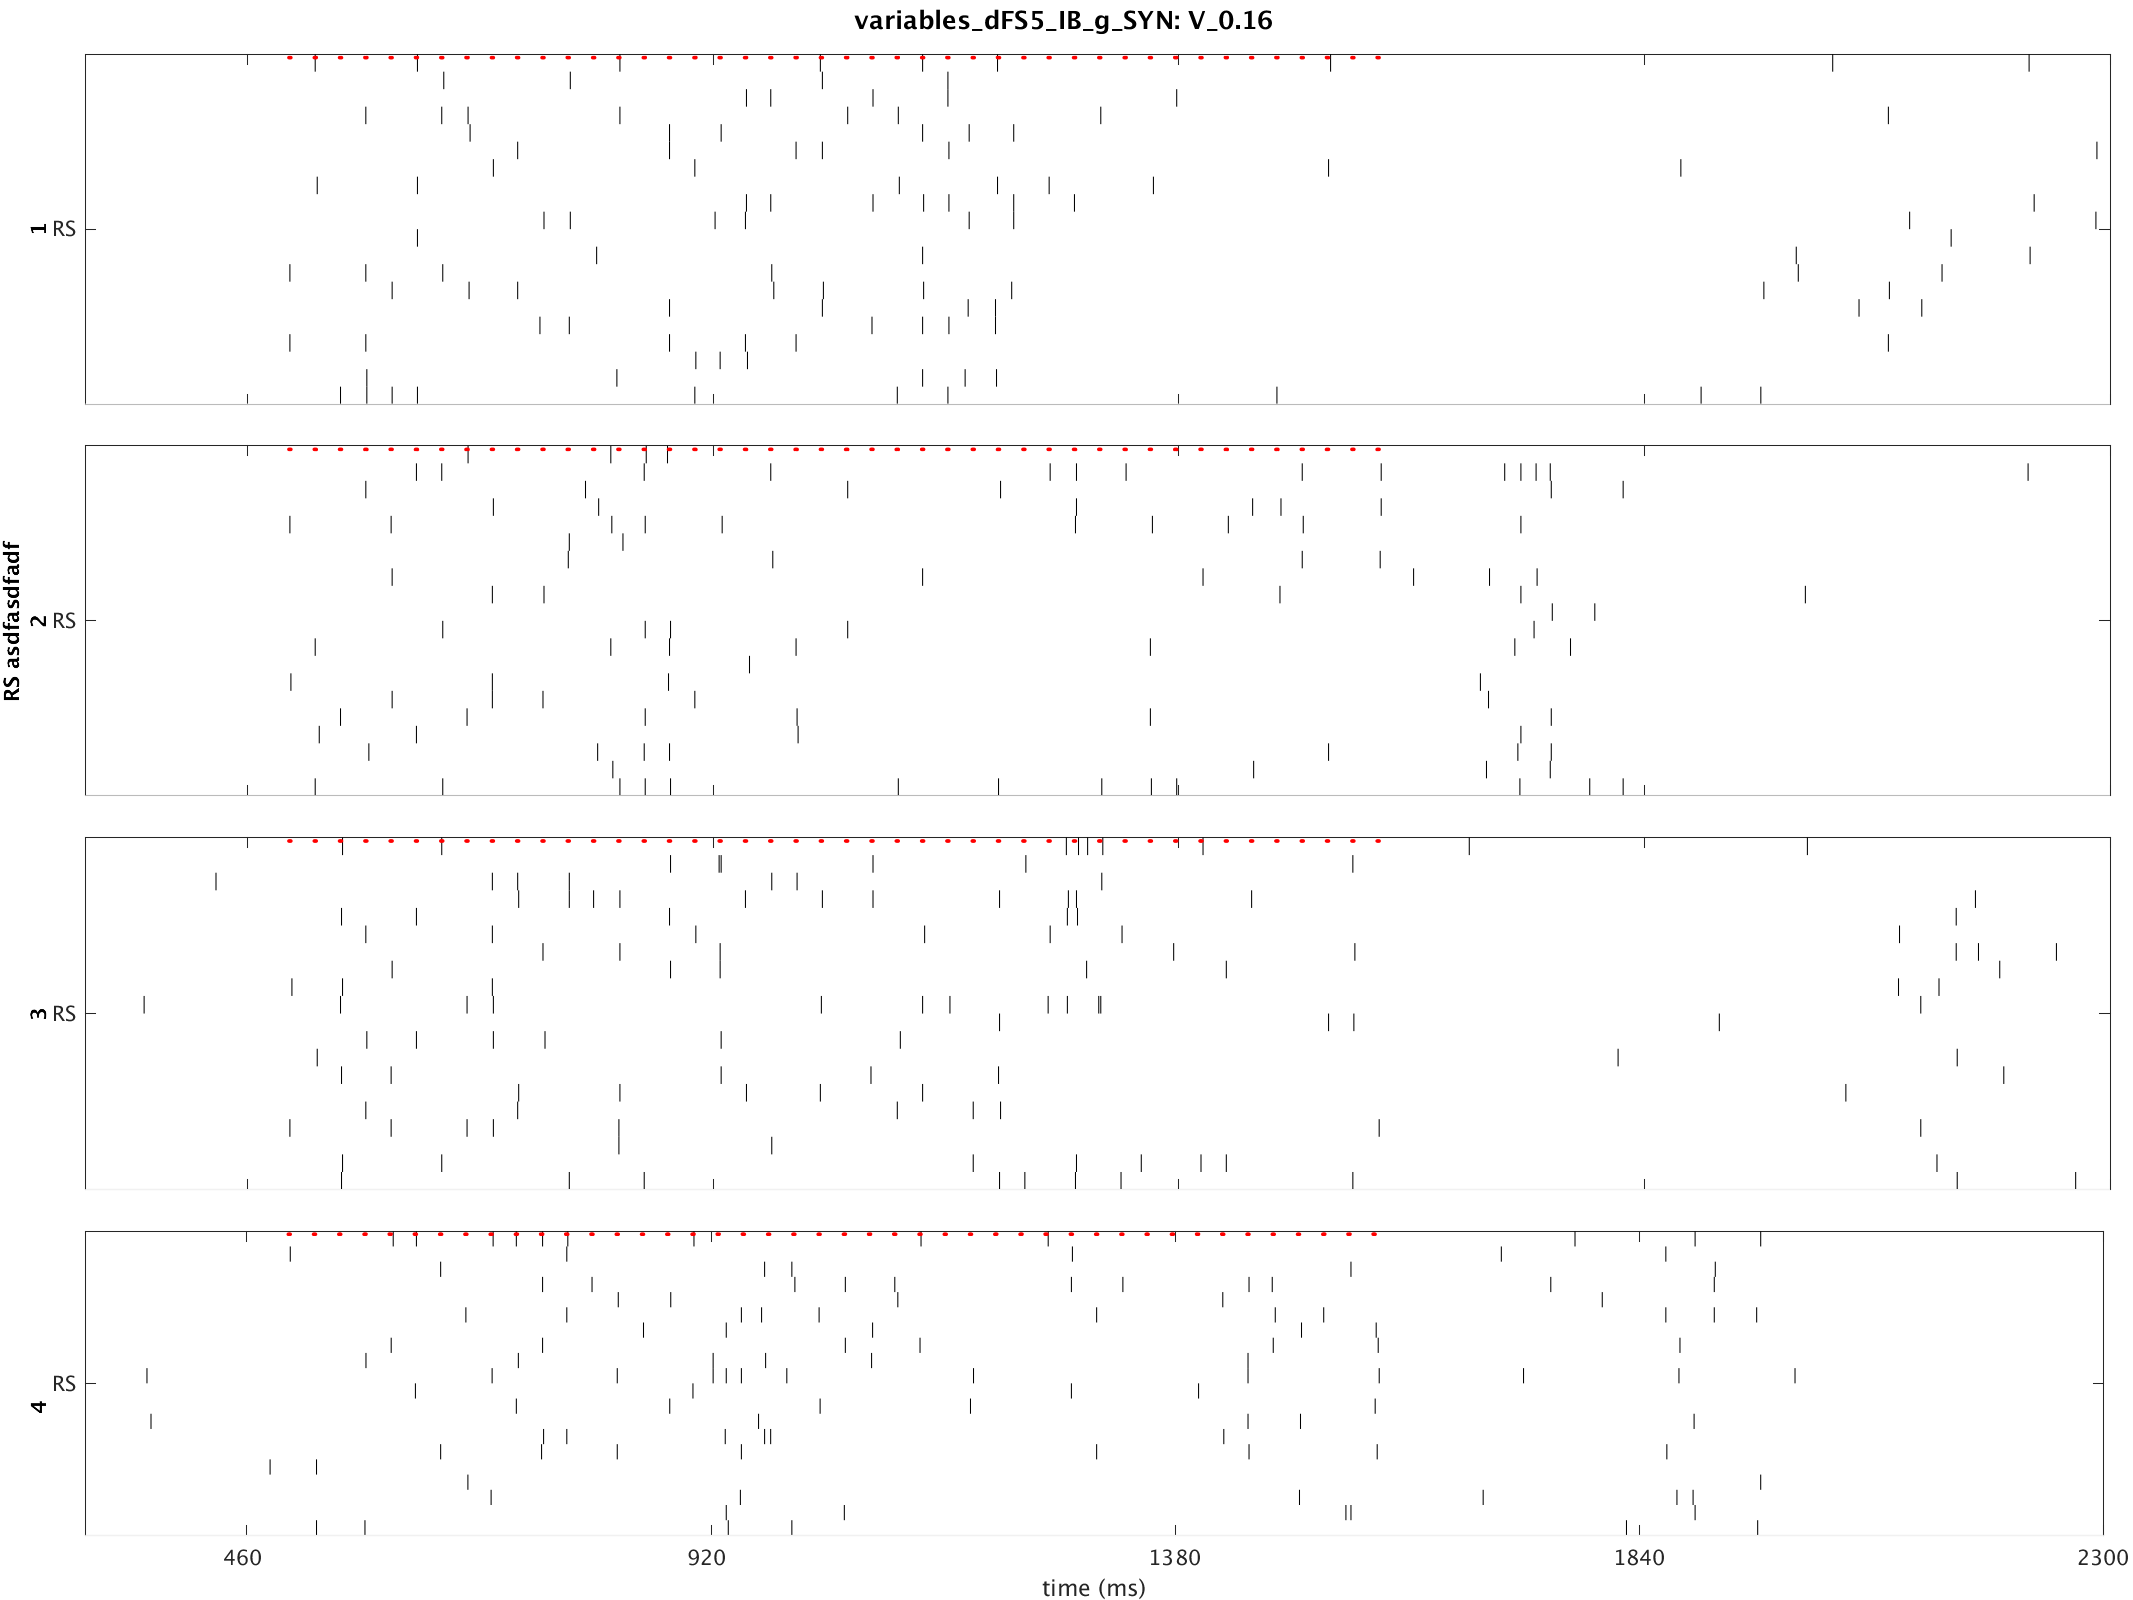 variables_dFS5_IB_g_SYN: V_0.16
1 RS
RS asdfasdfadf
2 RS
3 RS
RS
4
460 920 1380 1840 2300
time (ms)